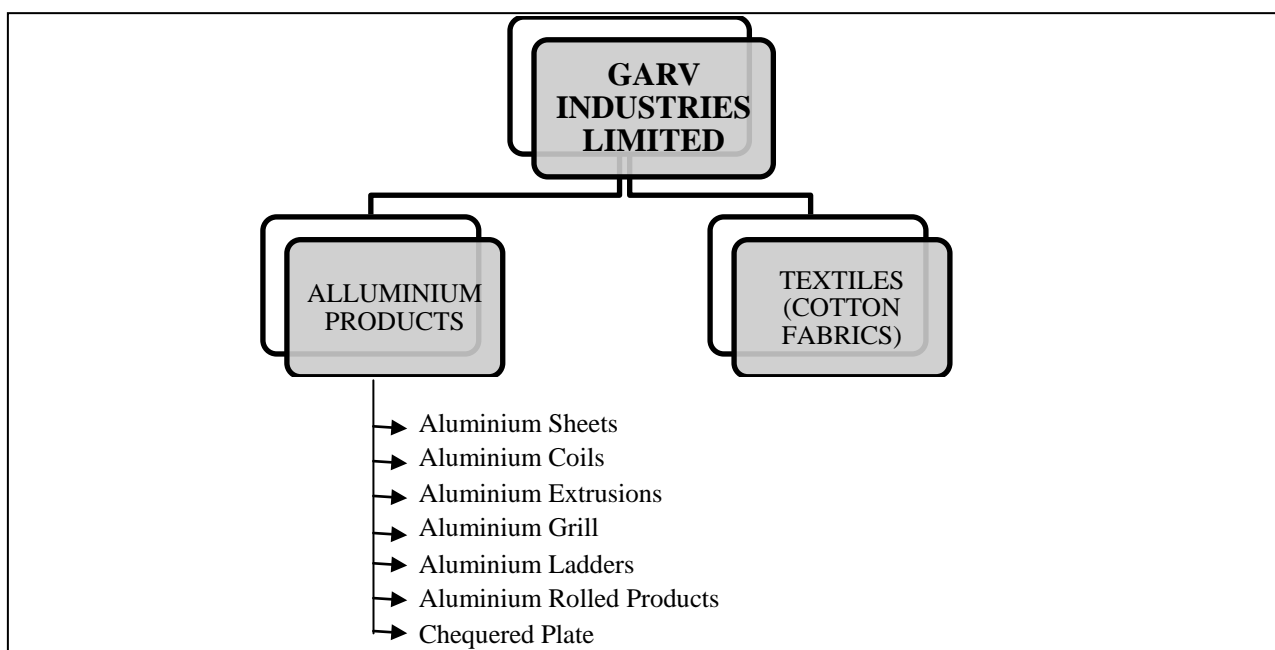 GARV
INDUSTRIES
LIMITED
ALLUMINIUM
PRODUCTS
TEXTILES
(COTTON
FABRICS)
Aluminium Sheets
Aluminium Coils
Aluminium Extrusions
Aluminium Grill
Aluminium Ladders
Aluminium Rolled Products
Chequered Plate